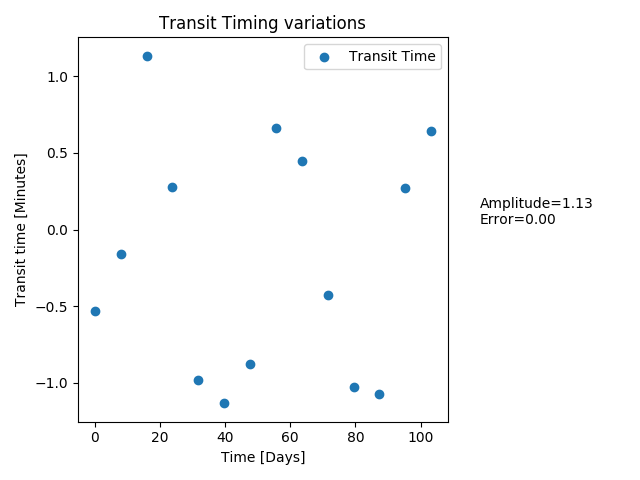 Transit Timing variations
Transit Time
1.0
0.5
0.0
−0.5
−1.0
Transit time [Minutes]
Amplitude=1.13
Error=0.00
0 20 40 60 80 100
Time [Days]